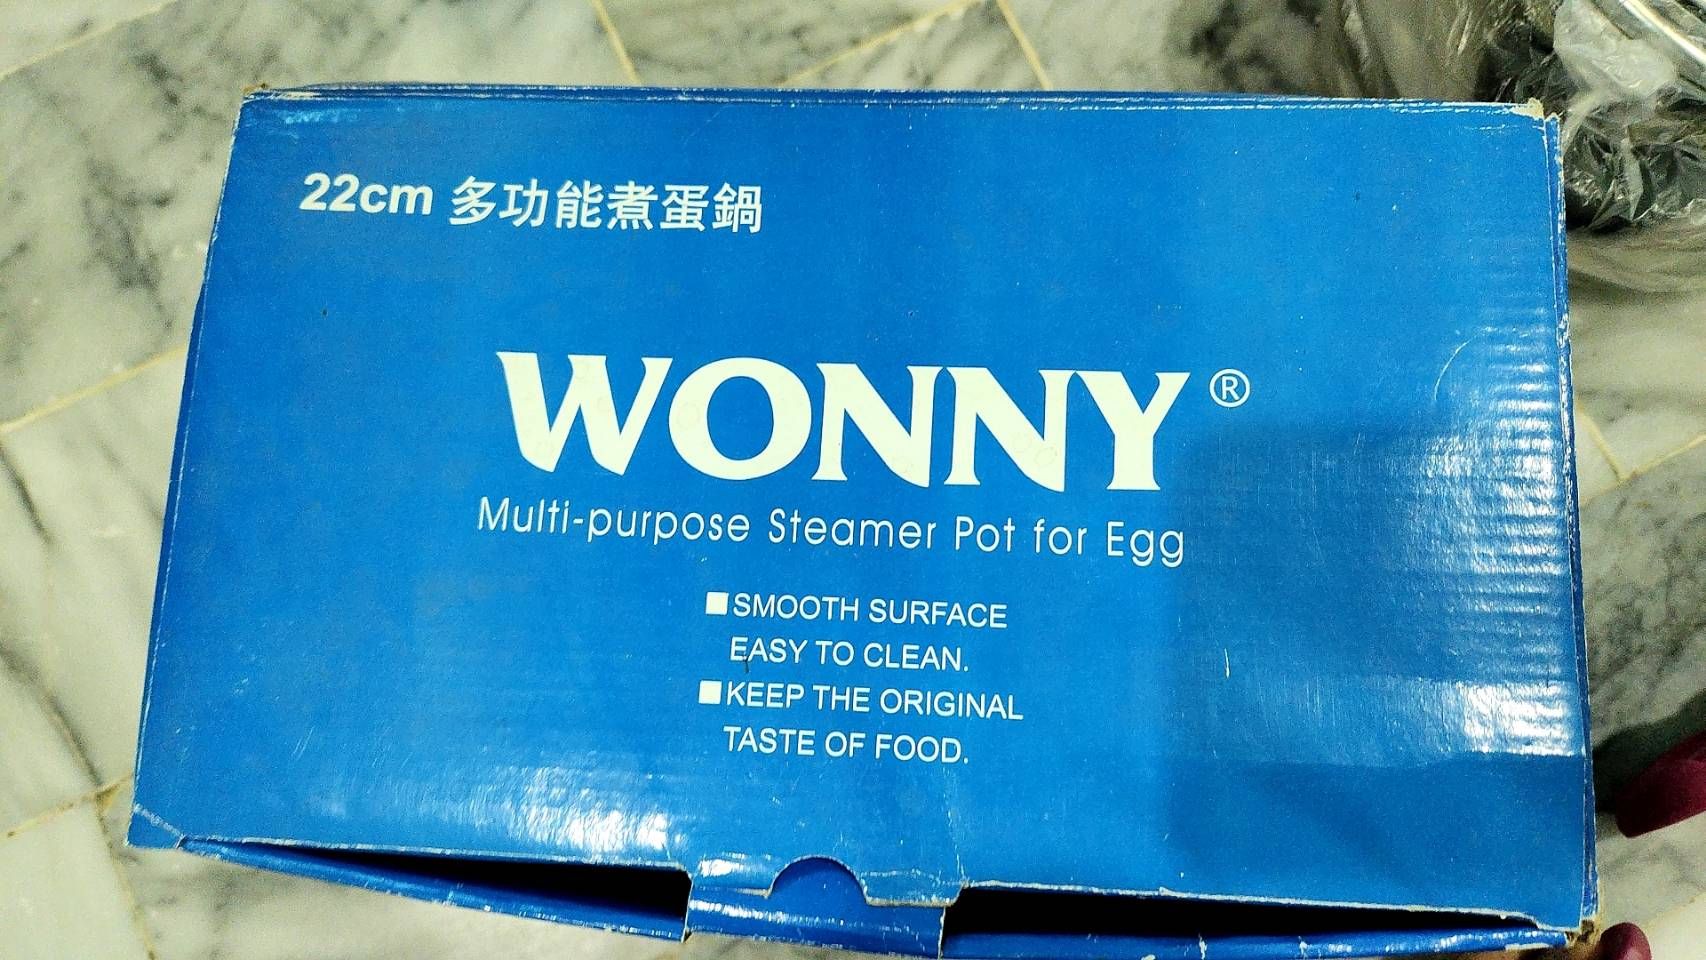 22cm 多功能煮蛋鍋
WONNY®
Multi-purpose Steamer Pot for Egg
■SMOOTH SURFACE
EASY TO CLEAN.
■KEEP THE ORIGINAL
TASTE OF FOOD.